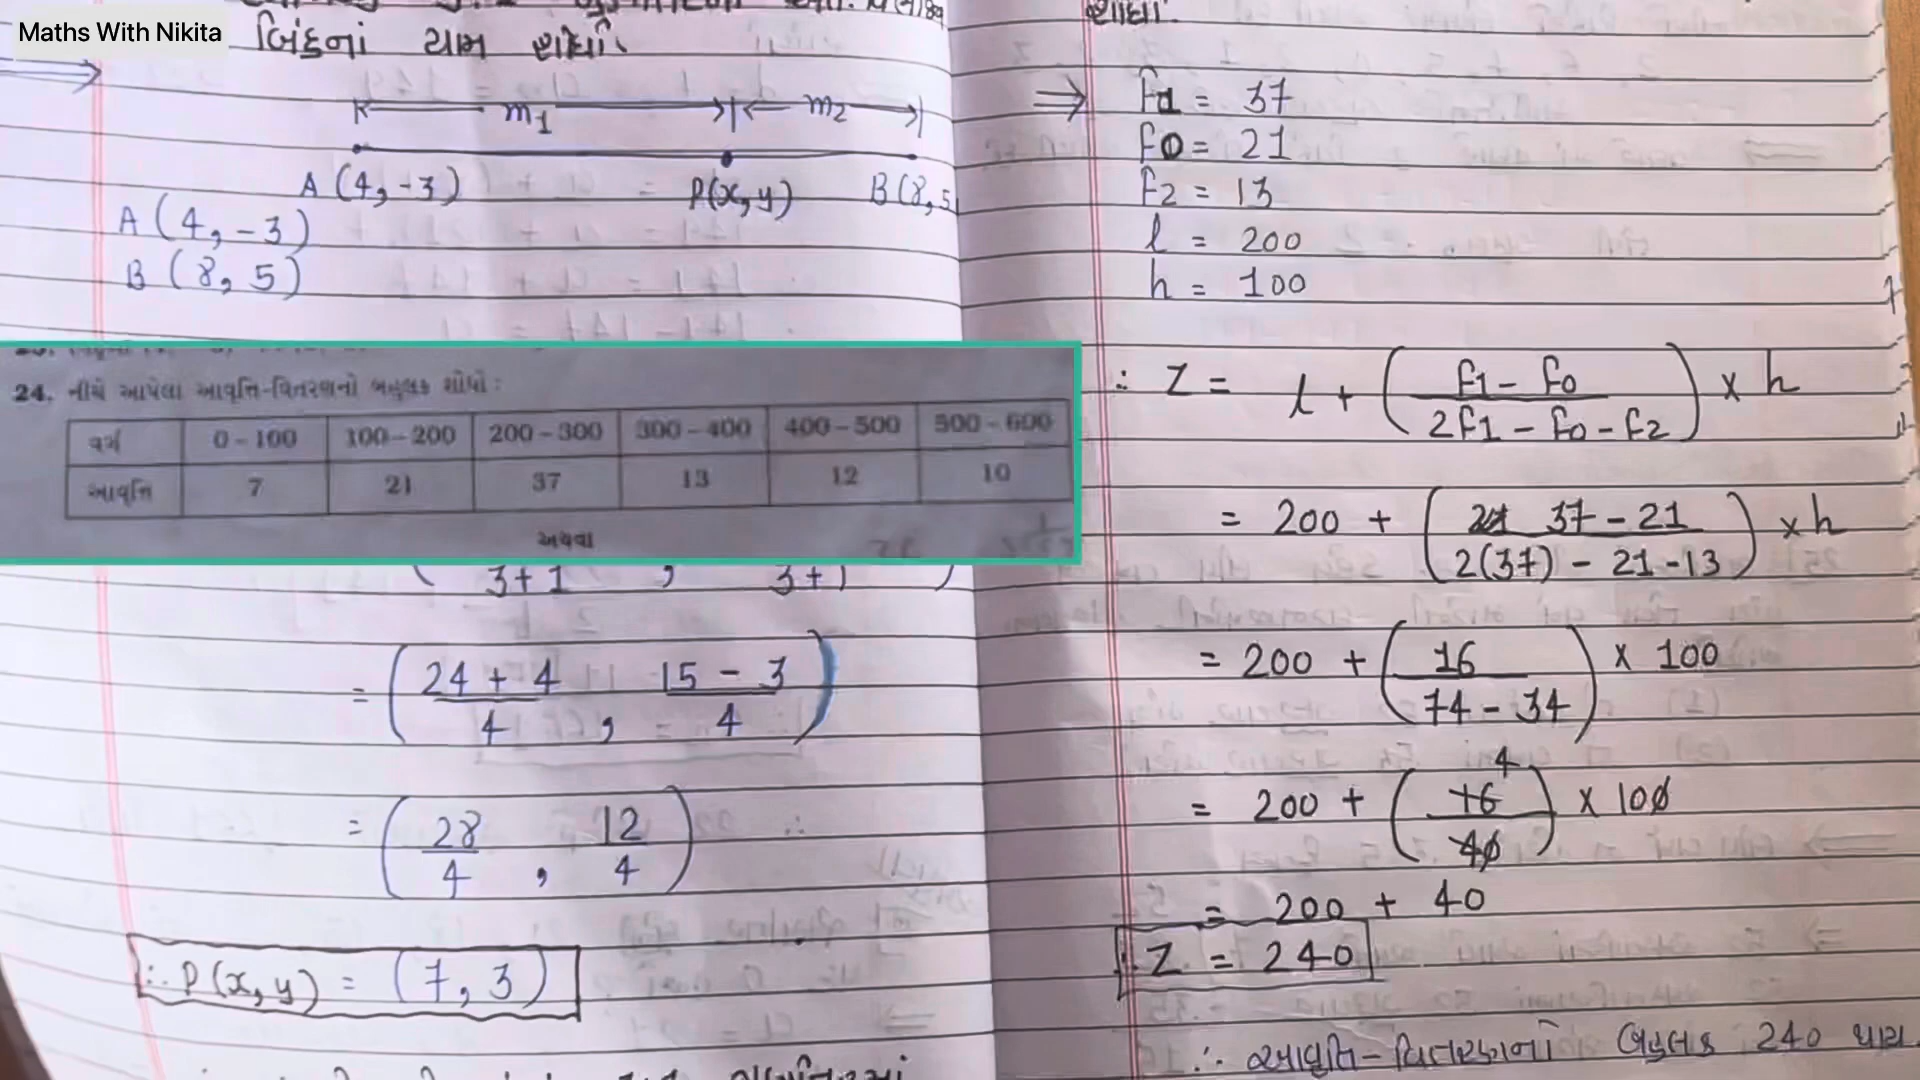 Maths With Nikita
બિંદુનાં યામ શોધો.
m1 m2
A (4, -3) P(x,y) B (8, 5
A (4, -3)
B (8, 5)
24. નીચે આપેલા આવૃત્તિ-વિતરણનો બહુલક શોધો :
વર્ગ 0-100 100-200 200-300 300-400 400-500 500-600
આવૃત્તિ 7 21 37 13 12 10
અથવા
3+1 , 3+1
= (24 + 4 / 4 , 15 - 3 / 4)
= (28 / 4 , 12 / 4)
∴ P(x,y) = (7, 3)
શોધો.
⇒ f1 = 37
f0 = 21
f2 = 13
l = 200
h = 100
∴ Z = l + (f1 - f0 / 2f1 - f0 - f2) × h
= 200 + (37 - 21 / 2(37) - 21 - 13) × h
= 200 + (16 / 74 - 34) × 100
4
= 200 + (16 / 40) × 100
= 200 + 40
∴ Z = 240
∴ આવૃત્તિ-વિતરણનો બહુલક 240 થાય.